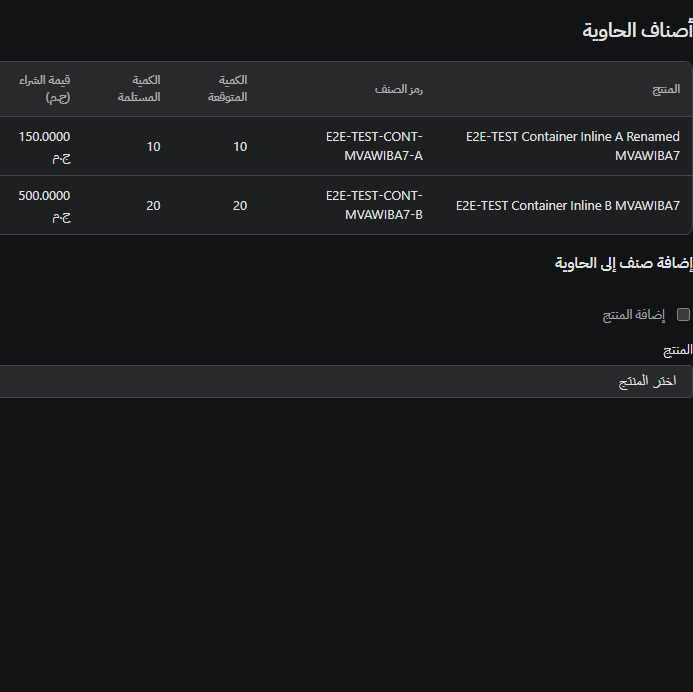 أصناف الحاوية
المنتج رمز الصنف الكمية المتوقعة الكمية المستلمة قيمة الشراء (ج.م)
E2E-TEST Container Inline A Renamed MVAWIBA7 E2E-TEST-CONT-MVAWIBA7-A 10 10 150.0000 ج.م
E2E-TEST Container Inline B MVAWIBA7 E2E-TEST-CONT-MVAWIBA7-B 20 20 500.0000 ج.م
إضافة صنف إلى الحاوية
إضافة المنتج
المنتج
اختر المنتج